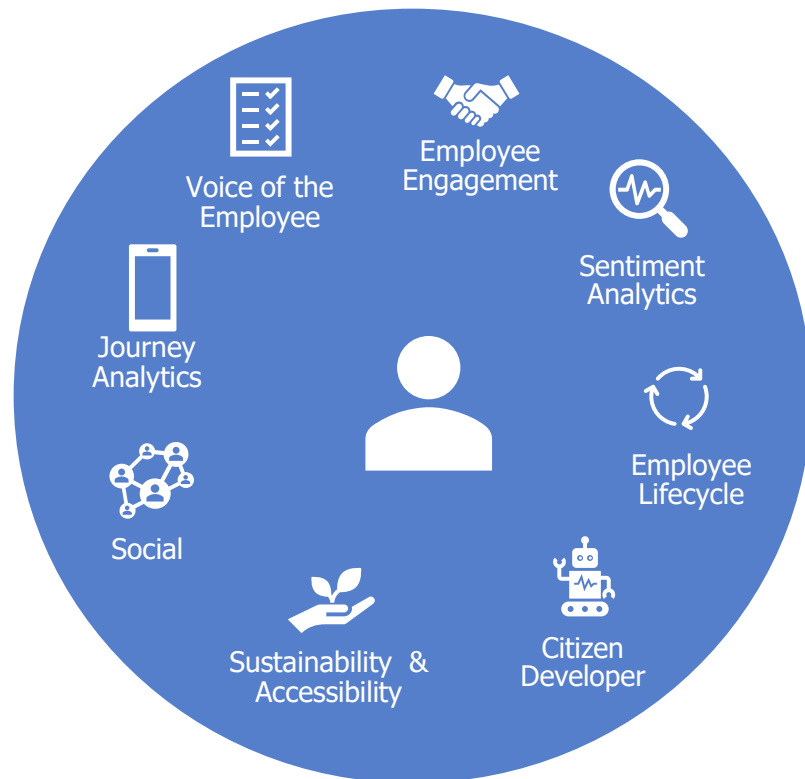 Voice of the
Employee
Employee
Engagement
Sentiment
Analytics
Journey
Analytics
Employee
Lifecycle
Social
Sustainability &
Accessibility
Citizen
Developer